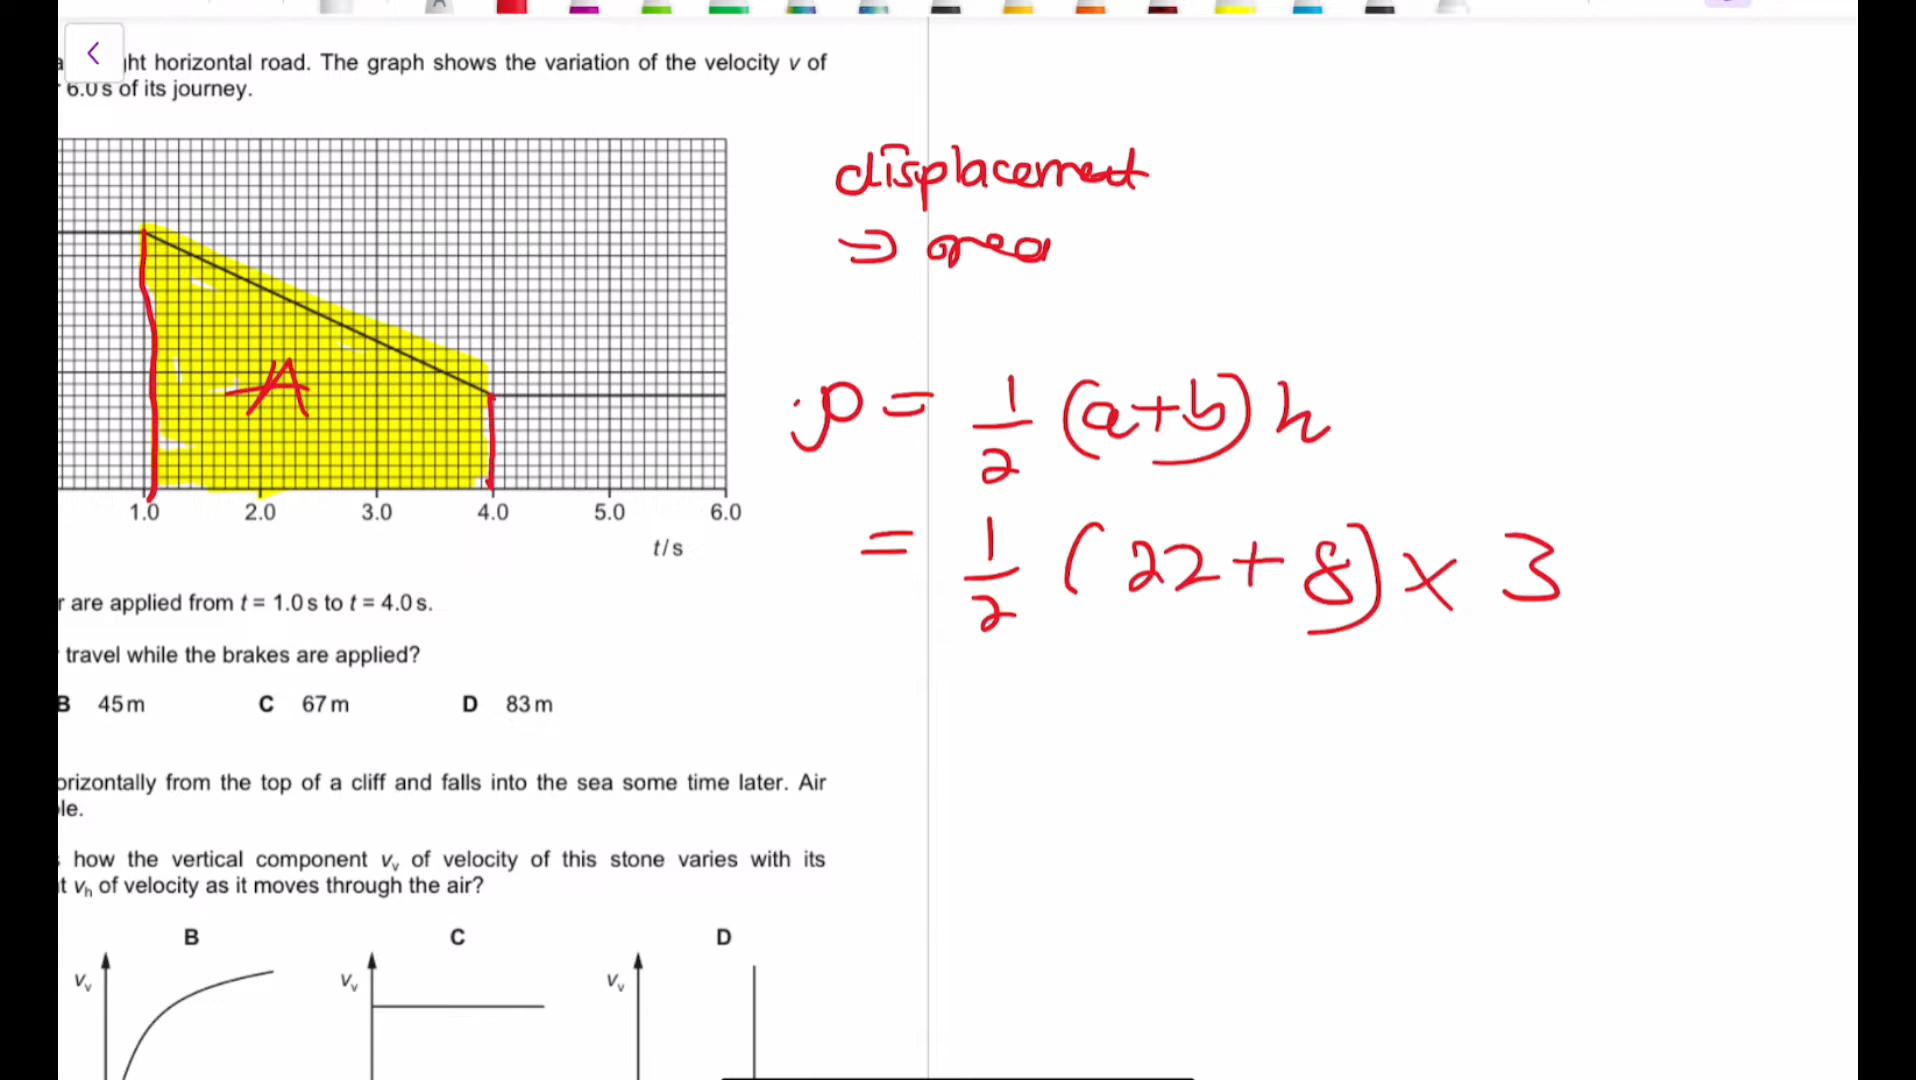 ght horizontal road. The graph shows the variation of the velocity v of
6.0 s of its journey.
displacement
⇒ area
= 1/2 (a+b) h
= 1/2 (22+8) × 3
A
1.0 2.0 3.0 4.0 5.0 6.0
t/s
r are applied from t = 1.0 s to t = 4.0 s.
travel while the brakes are applied?
B 45 m C 67 m D 83 m
orizontally from the top of a cliff and falls into the sea some time later. Air
le.
how the vertical component vv of velocity of this stone varies with its
t vh of velocity as it moves through the air?
B C D
vv vv vv